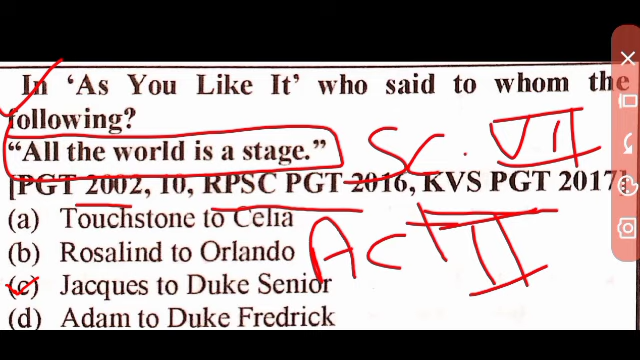 In 'As You Like It' who said to whom the
following?
"All the world is a stage."
Sc. VII
[PGT 2002, 10, RPSC PGT 2016, KVS PGT 2017]
(a) Touchstone to Celia
Act II
(b) Rosalind to Orlando
(c) Jacques to Duke Senior
(d) Adam to Duke Fredrick